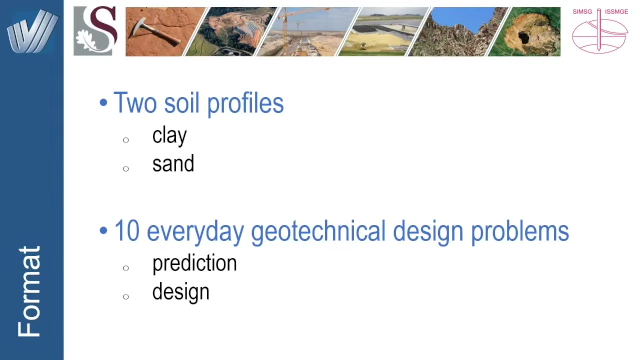 S
SIMSG ISSMGE
• Two soil profiles
o clay
o sand
• 10 everyday geotechnical design problems
o prediction
o design
Format